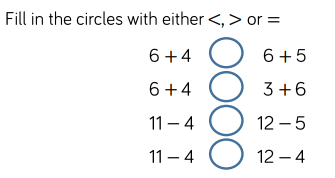 Fill in the circles with either <, > or =
6 + 4 6 + 5
6 + 4 3 + 6
11 – 4 12 – 5
11 – 4 12 – 4